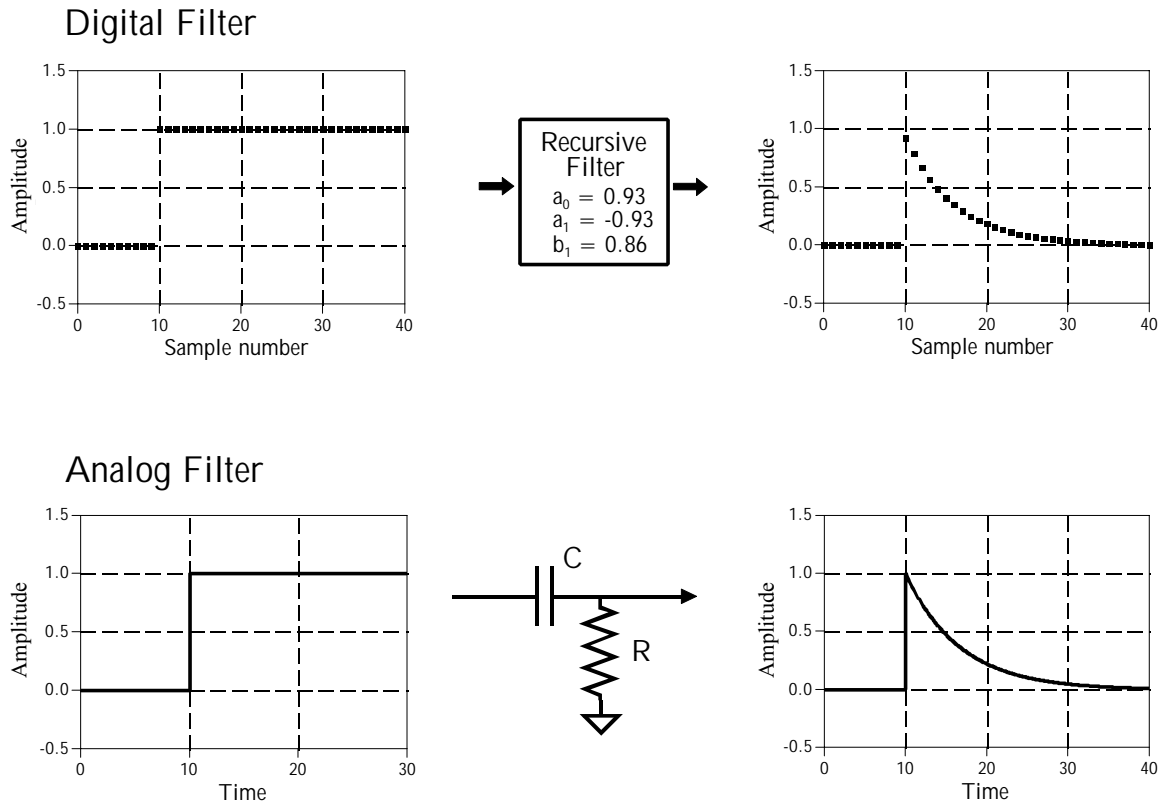 Digital Filter
Amplitude
1.5
1.0
0.5
0.0
-0.5
0 10 20 30 40
Sample number
Recursive
Filter
a₀ = 0.93
a₁ = -0.93
b₁ = 0.86
Amplitude
1.5
1.0
0.5
0.0
-0.5
0 10 20 30 40
Sample number
Analog Filter
Amplitude
1.5
1.0
0.5
0.0
-0.5
0 10 20 30
Time
C
R
Amplitude
1.5
1.0
0.5
0.0
-0.5
0 10 20 30 40
Time